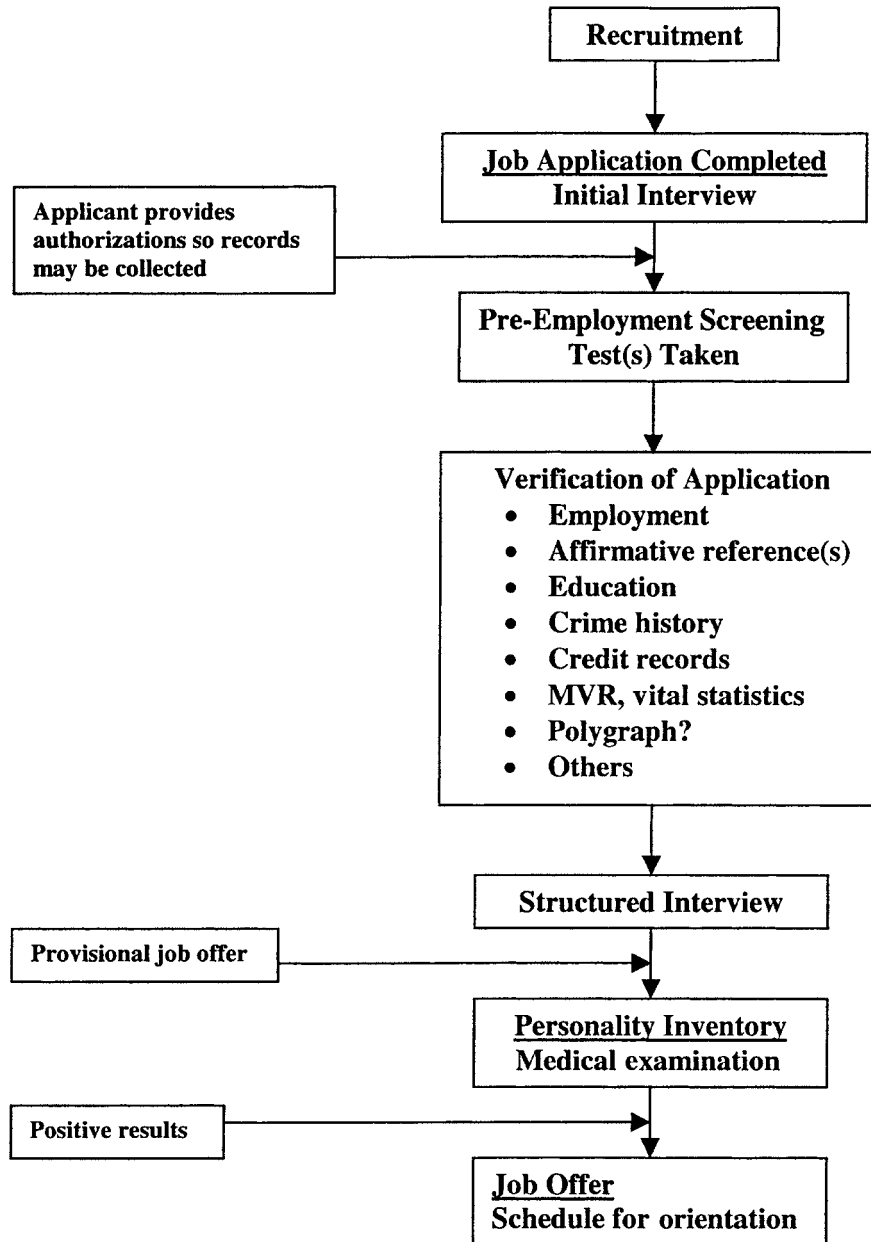 Recruitment
Job Application Completed
Initial Interview
Applicant provides
authorizations so records
may be collected
Pre-Employment Screening
Test(s) Taken
Verification of Application
• Employment
• Affirmative reference(s)
• Education
• Crime history
• Credit records
• MVR, vital statistics
• Polygraph?
• Others
Structured Interview
Provisional job offer
Personality Inventory
Medical examination
Positive results
Job Offer
Schedule for orientation